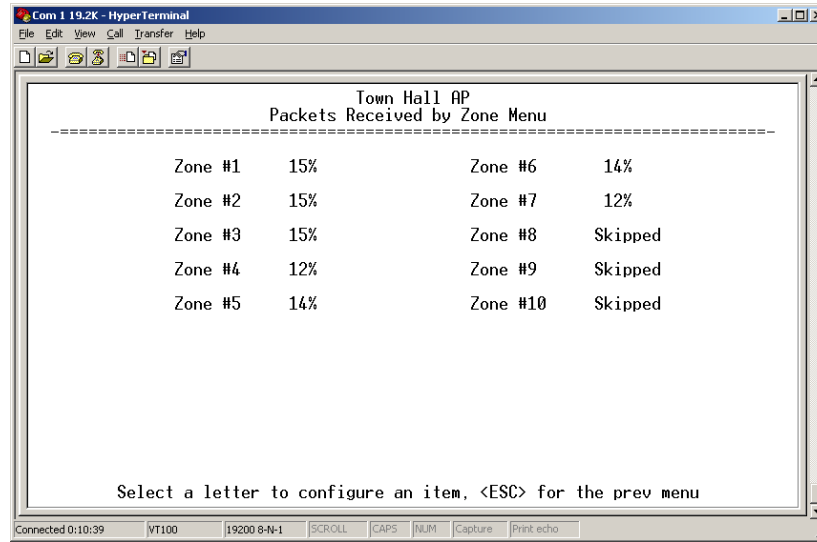 Com 1 19.2K - HyperTerminal
File Edit View Call Transfer Help
Town Hall AP
Packets Received by Zone Menu
-==========================================================================-
Zone #1 15% Zone #6 14%
Zone #2 15% Zone #7 12%
Zone #3 15% Zone #8 Skipped
Zone #4 12% Zone #9 Skipped
Zone #5 14% Zone #10 Skipped
Select a letter to configure an item, <ESC> for the prev menu
Connected 0:10:39 VT100 19200 8-N-1 SCROLL CAPS NUM Capture Print echo